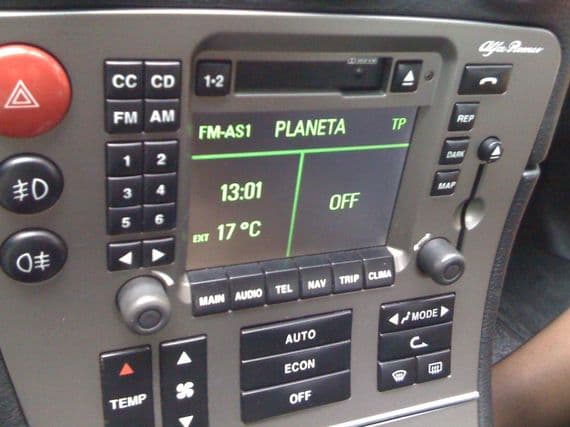 Alfa Romeo
CC CD
FM AM
1•2
REP
DARK
MAP
FM-AS1 PLANETA TP
13:01
EXT 17 °C
OFF
1 2
3 4
5 6
MAIN AUDIO TEL NAV TRIP CLIMA
AUTO
ECON
OFF
MODE
TEMP